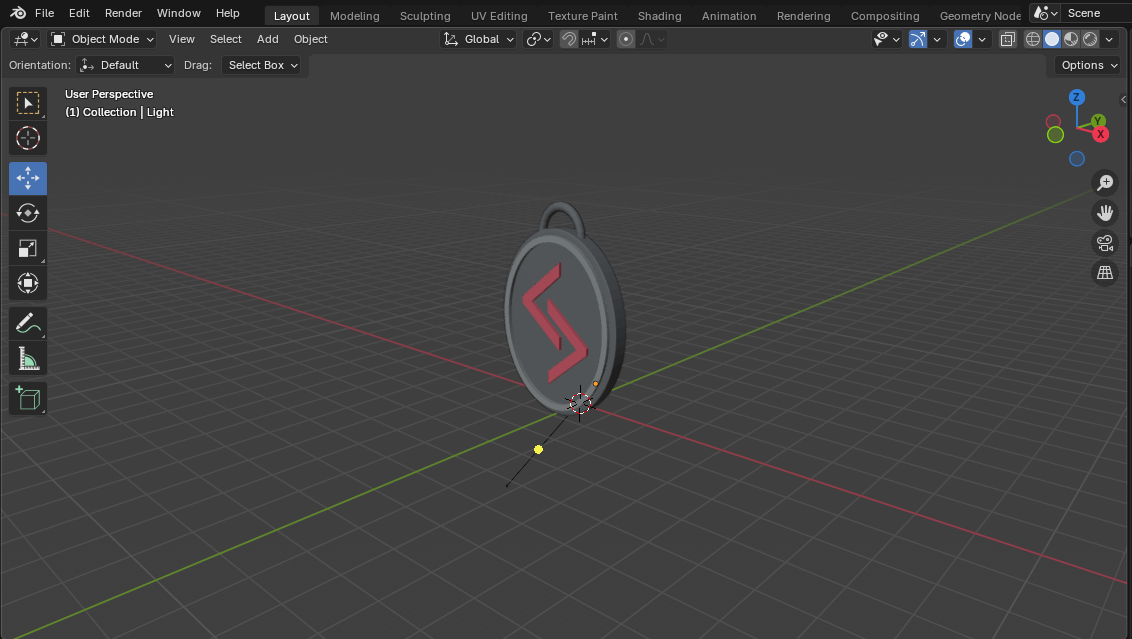 File Edit Render Window Help Layout Modeling Sculpting UV Editing Texture Paint Shading Animation Rendering Compositing Geometry Node Scene
Object Mode View Select Add Object Global
Orientation: Default Drag: Select Box Options
User Perspective
(1) Collection | Light
Z
Y
X